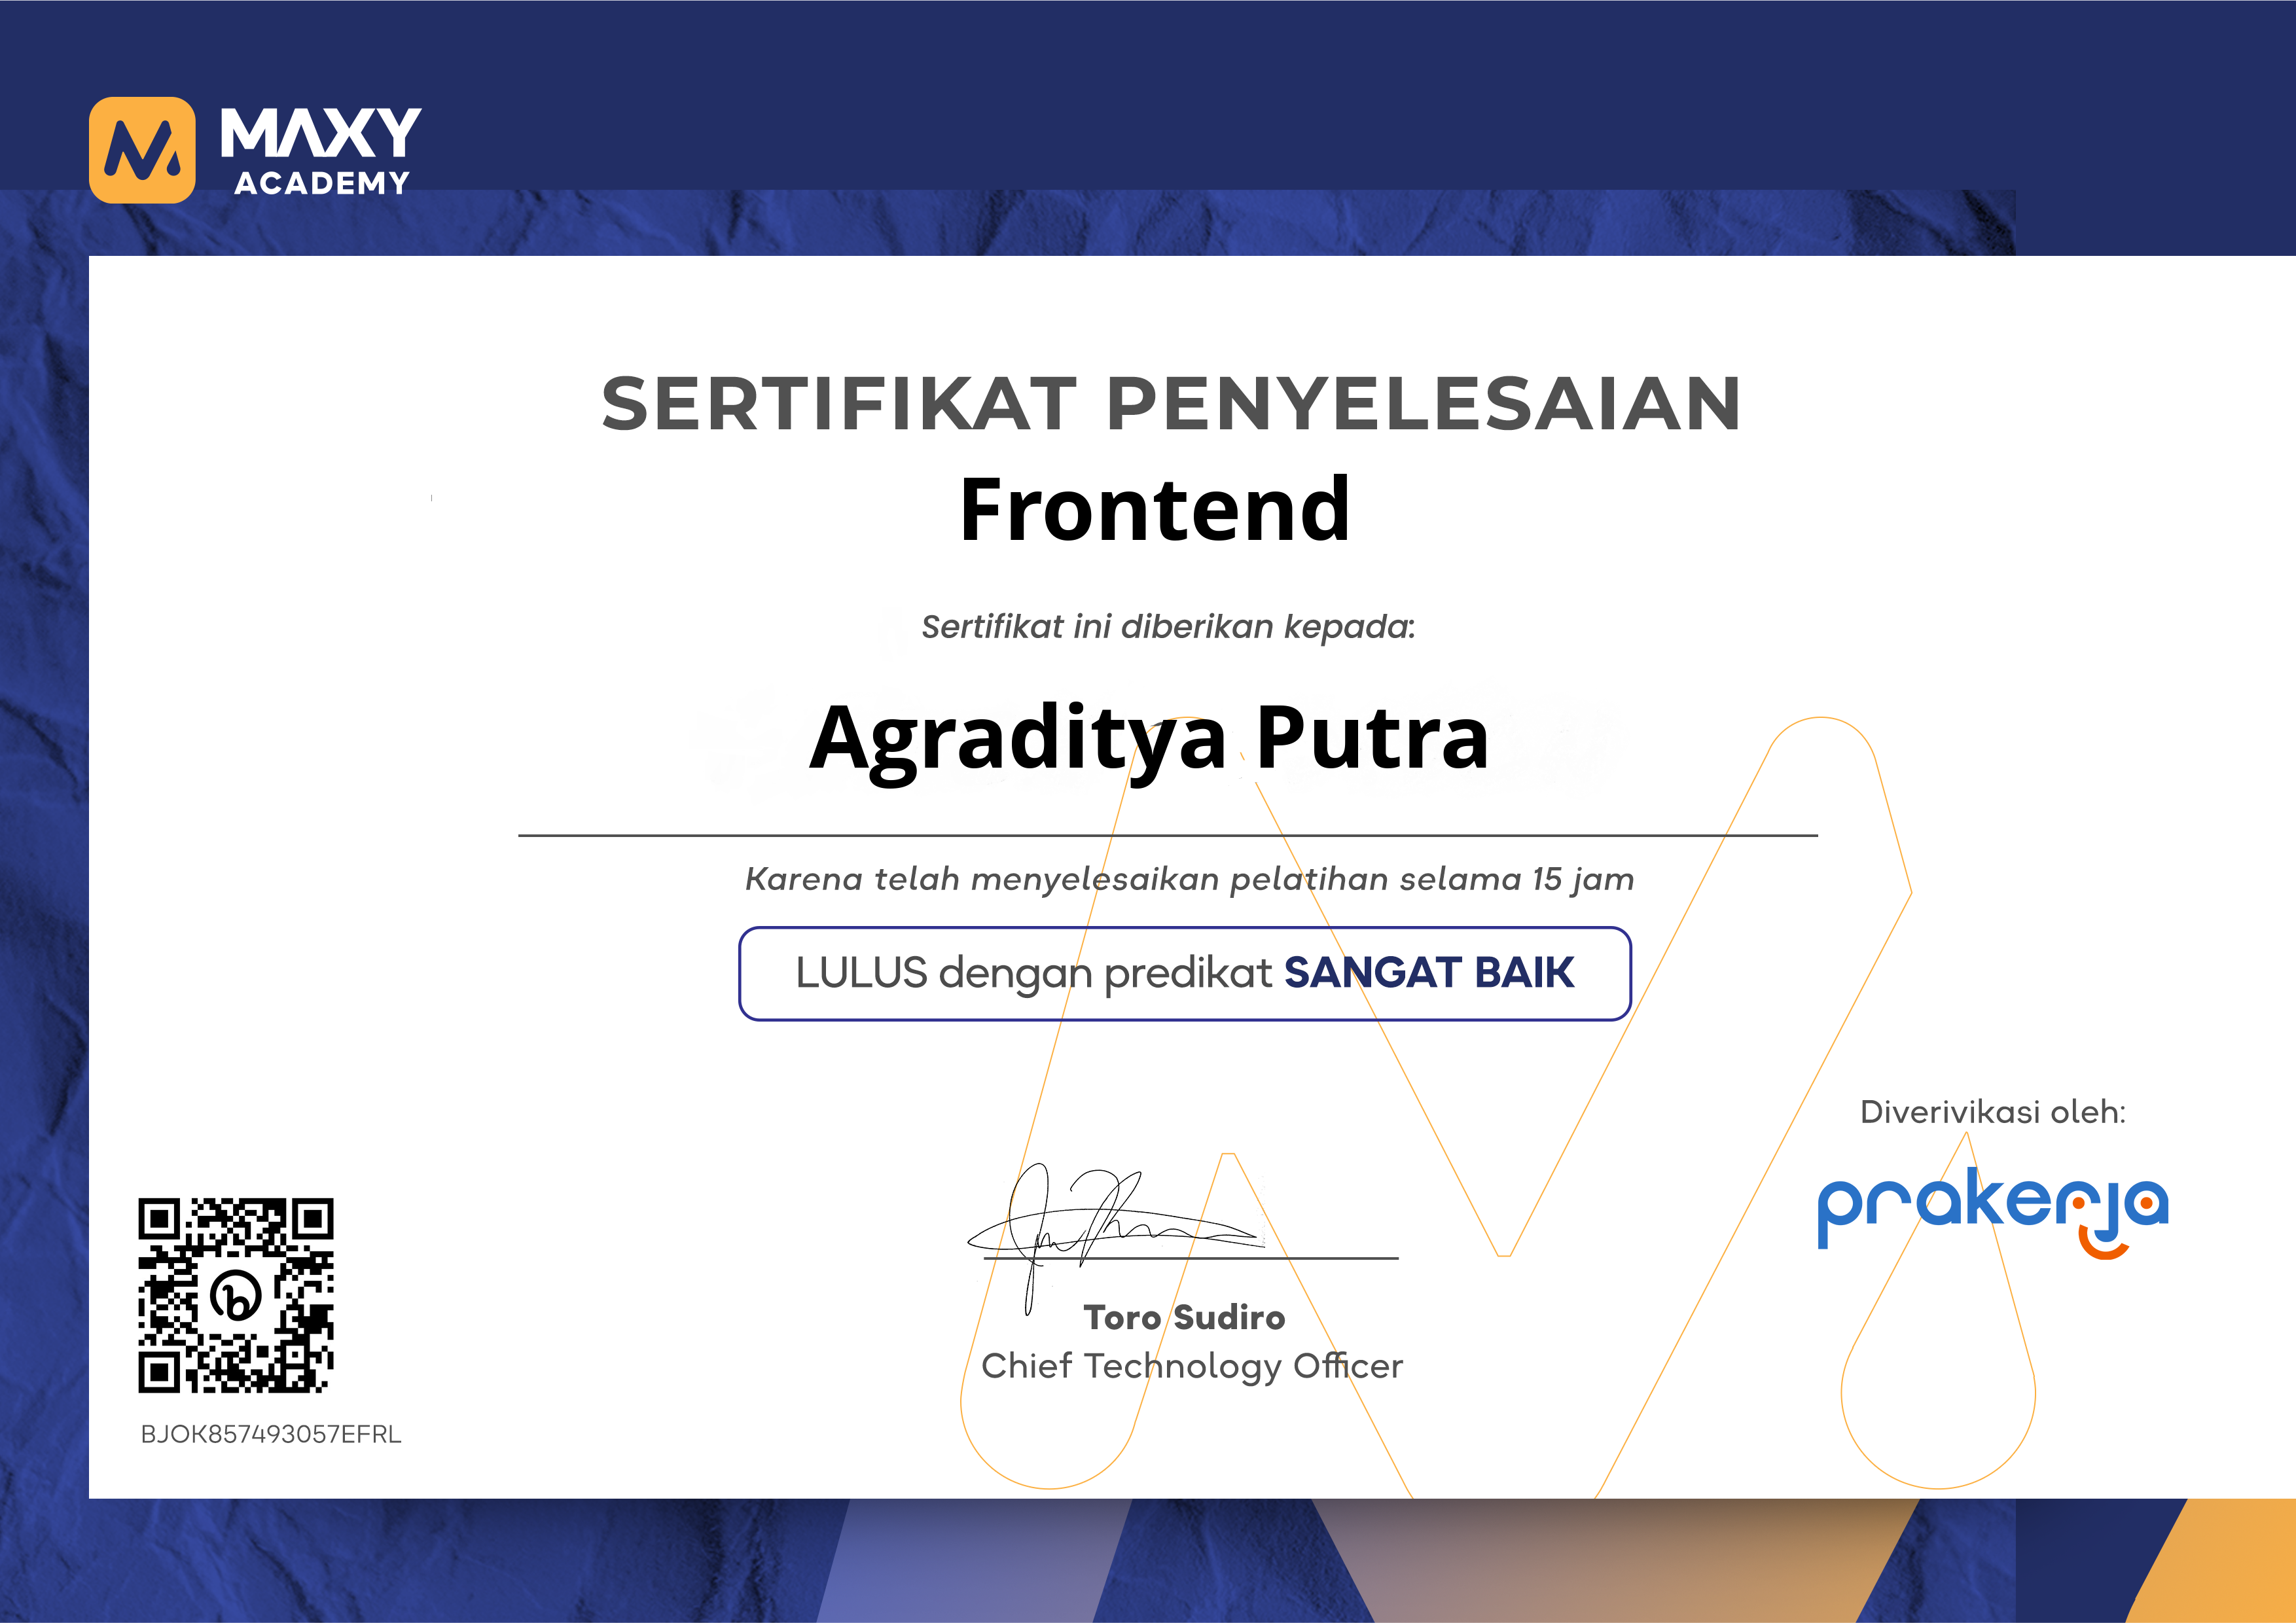 MAXY
ACADEMY
SERTIFIKAT PENYELESAIAN
Frontend
Sertifikat ini diberikan kepada:
Agraditya Putra
Karena telah menyelesaikan pelatihan selama 15 jam
LULUS dengan predikat SANGAT BAIK
Diverivikasi oleh:
prakerja
Toro Sudiro
Chief Technology Officer
BJOK857493057EFRL